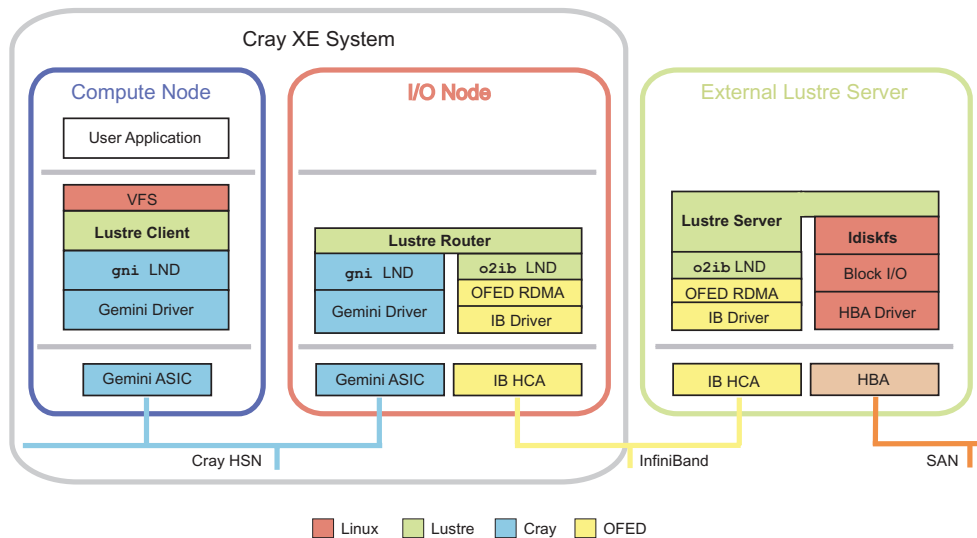 Cray XE System
Compute Node
I/O Node
External Lustre Server
User Application
VFS
Lustre Client
gni LND
Gemini Driver
Gemini ASIC
Lustre Router
gni LND
Gemini Driver
o2ib LND
OFED RDMA
IB Driver
Gemini ASIC
IB HCA
Lustre Server
o2ib LND
OFED RDMA
IB Driver
ldiskfs
Block I/O
HBA Driver
IB HCA
HBA
Cray HSN
InfiniBand
SAN
Linux
Lustre
Cray
OFED